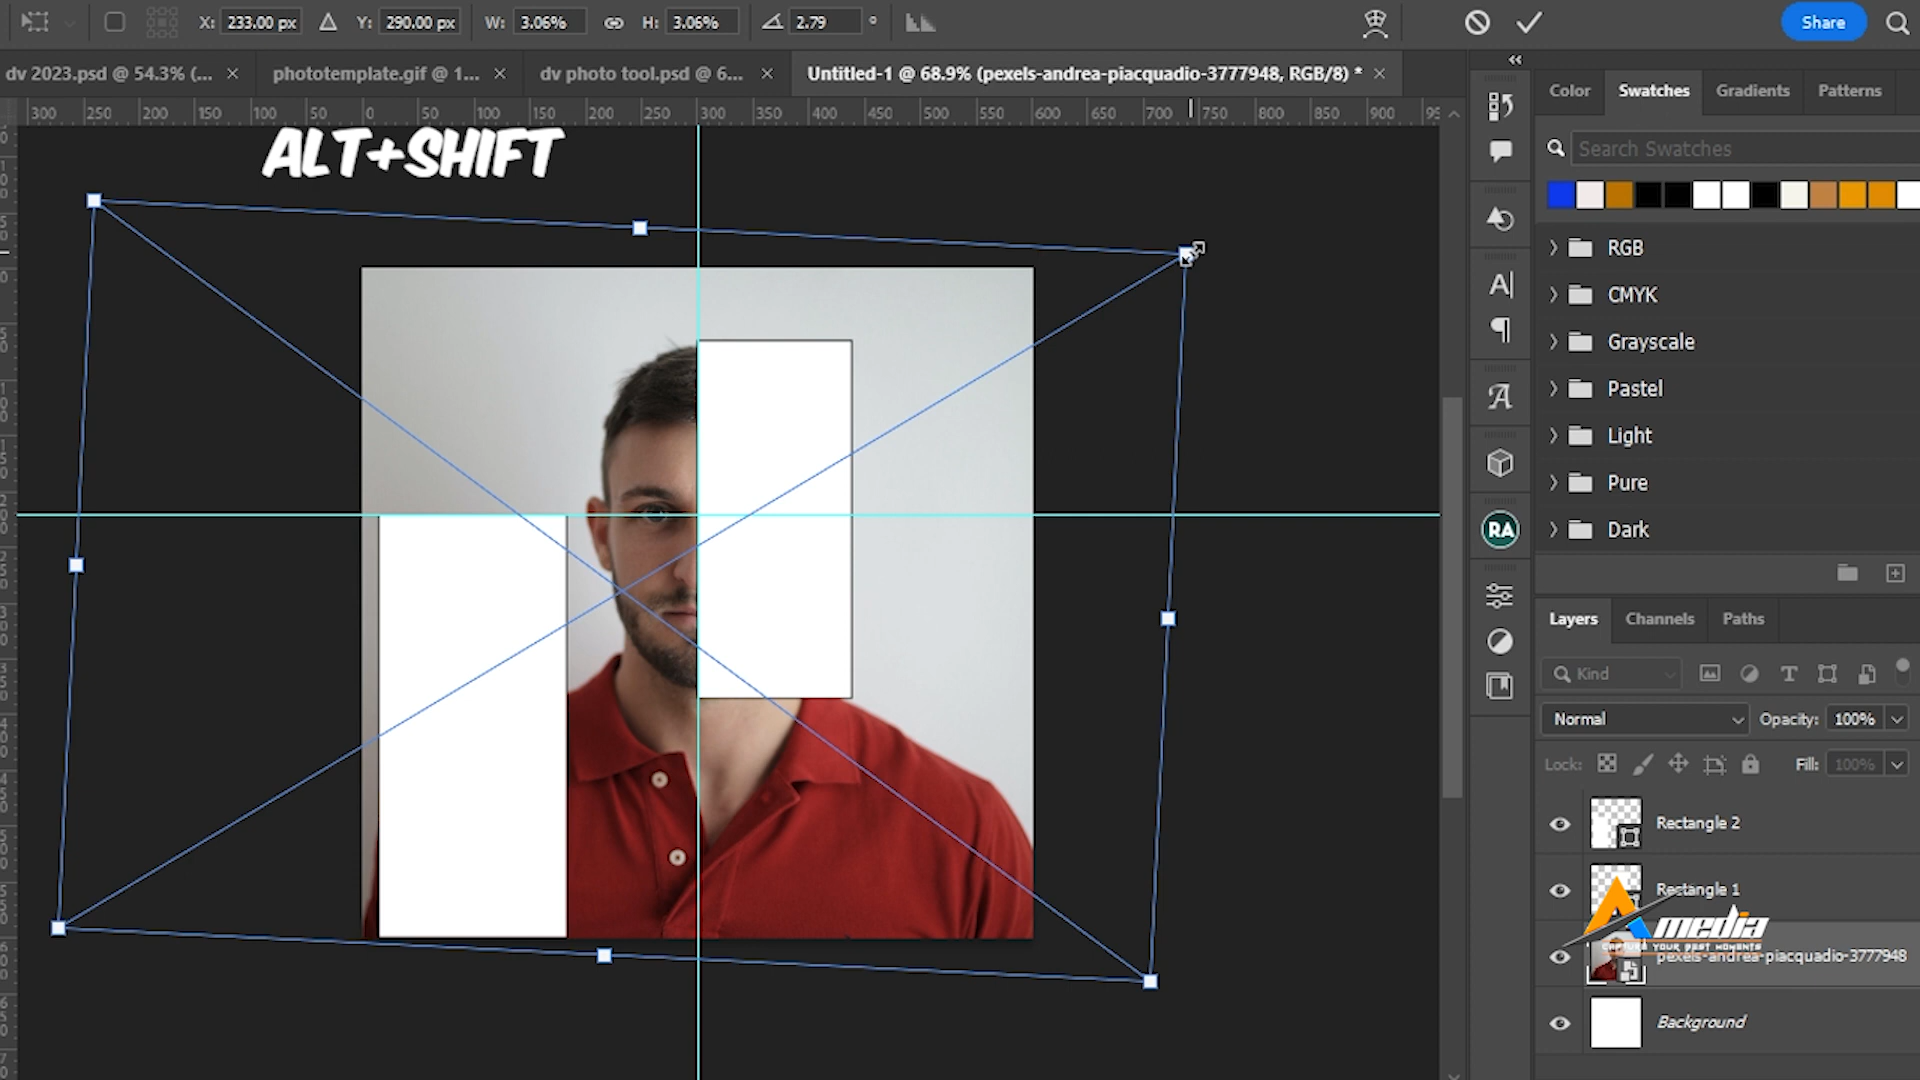 X: 233.00 px Y: 290.00 px W: 3.06% H: 3.06% 2.79 ° Share
dv 2023.psd @ 54.3% (... × phototemplate.gif @ 1... × dv photo tool.psd @ 6... × Untitled-1 @ 68.9% (pexels-andrea-piacquadio-3777948, RGB/8) * ×
300 250 200 150 100 50 0 50 100 150 200 250 300 350 400 450 500 550 600 650 700 750 800 850 900
ALT+SHIFT
Color Swatches Gradients Patterns
Search Swatches
RGB
CMYK
Grayscale
Pastel
Light
Pure
Dark
RA
Layers Channels Paths
Kind
Normal Opacity: 100%
Lock: Fill: 100%
Rectangle 2
Rectangle 1
A media
CAPTURE YOUR BEST MOMENTS
pexels-andrea-piacquadio-3777948
Background